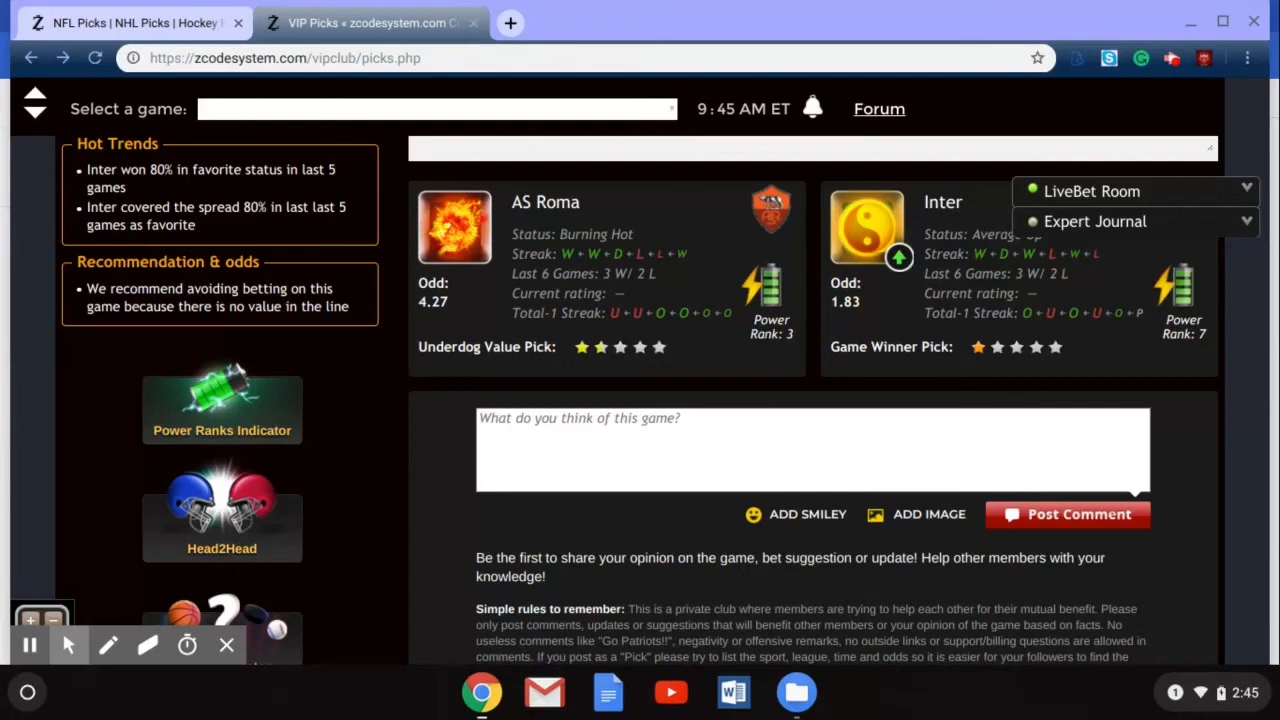 NFL Picks | NHL Picks | Hockey
VIP Picks « zcodesystem.com
https://zcodesystem.com/vipclub/picks.php
Select a game:
9:45 AM ET
Forum
Hot Trends
Inter won 80% in favorite status in last 5
games
Inter covered the spread 80% in last last 5
games as favorite
Recommendation & odds
We recommend avoiding betting on this
game because there is no value in the line
Power Ranks Indicator
Head2Head
AS Roma
Status: Burning Hot
Streak: W ← W ← D ← L ← L ← W
Last 6 Games: 3 W/ 2 L
Current rating: —
Total-1 Streak: U ← U ← O ← O ← O ← O
Odd:
4.27
Power
Rank: 3
Underdog Value Pick:
Inter
Status: Average
Streak: W ← D ← W ← L ← W ← L
Last 6 Games: 3 W/ 2 L
Current rating: —
Total-1 Streak: O ← U ← O ← U ← O ← P
Odd:
1.83
Power
Rank: 7
Game Winner Pick:
LiveBet Room
Expert Journal
What do you think of this game?
ADD SMILEY
ADD IMAGE
Post Comment
Be the first to share your opinion on the game, bet suggestion or update! Help other members with your
knowledge!
Simple rules to remember: This is a private club where members are trying to help each other for their mutual benefit. Please
only post comments, updates or suggestions that will benefit other members or your opinion of the game based on facts. No
useless comments like "Go Patriots!!", negativity or offensive remarks, no outside links or support/billing questions are allowed in
comments. If you post as a "Pick" please try to list the sport, league, time and odds so it is easier for your followers to find the
1
2:45